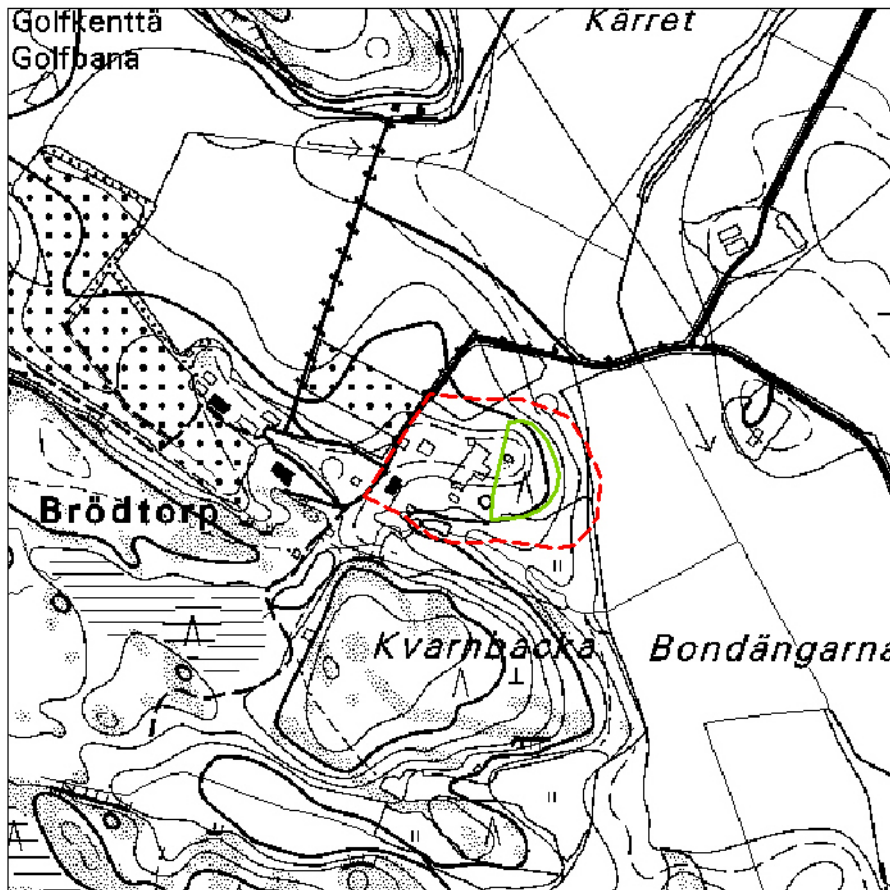 Golfkenttä
Golfbana
Kärret
Brödtorp
Kvarnbacka
Bondängarna